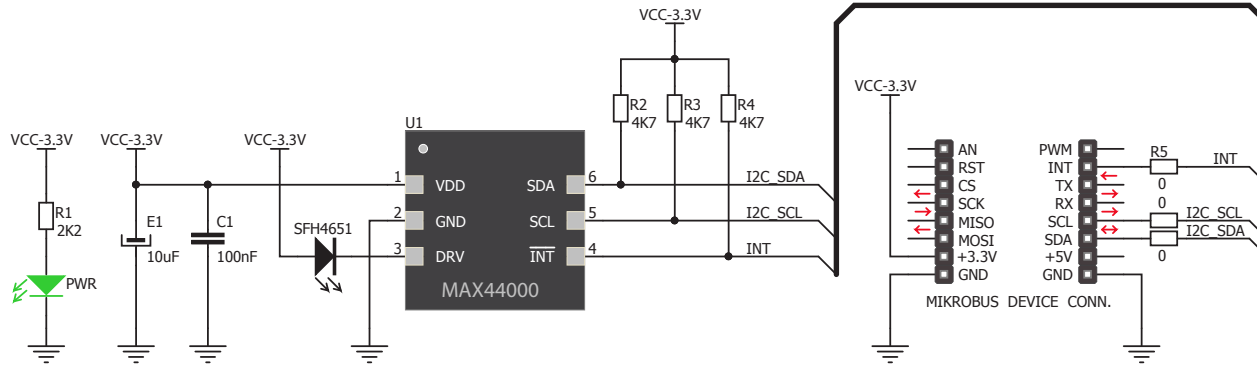 VCC-3.3V
R1
2K2
PWR
VCC-3.3V
E1
10uF
C1
100nF
VCC-3.3V
SFH4651
U1
1
VDD
2
GND
3
DRV
SDA
6
SCL
5
INT
4
MAX44000
VCC-3.3V
R2
4K7
R3
4K7
R4
4K7
I2C_SDA
I2C_SCL
INT
VCC-3.3V
AN
RST
CS
SCK
MISO
MOSI
+3.3V
GND
PWM
INT
TX
RX
SCL
SDA
+5V
GND
R5
0
INT
0
I2C_SCL
I2C_SDA
0
MIKROBUS DEVICE CONN.